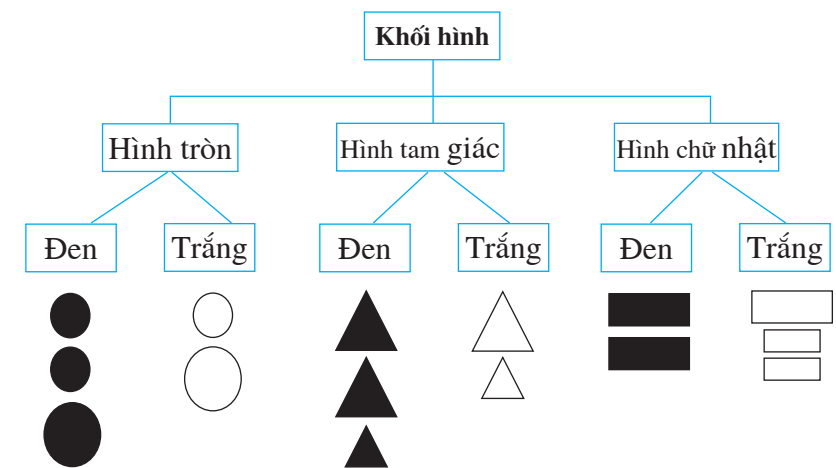 Khối hình
Hình tròn
Hình tam giác
Hình chữ nhật
Đen
Trắng
Đen
Trắng
Đen
Trắng